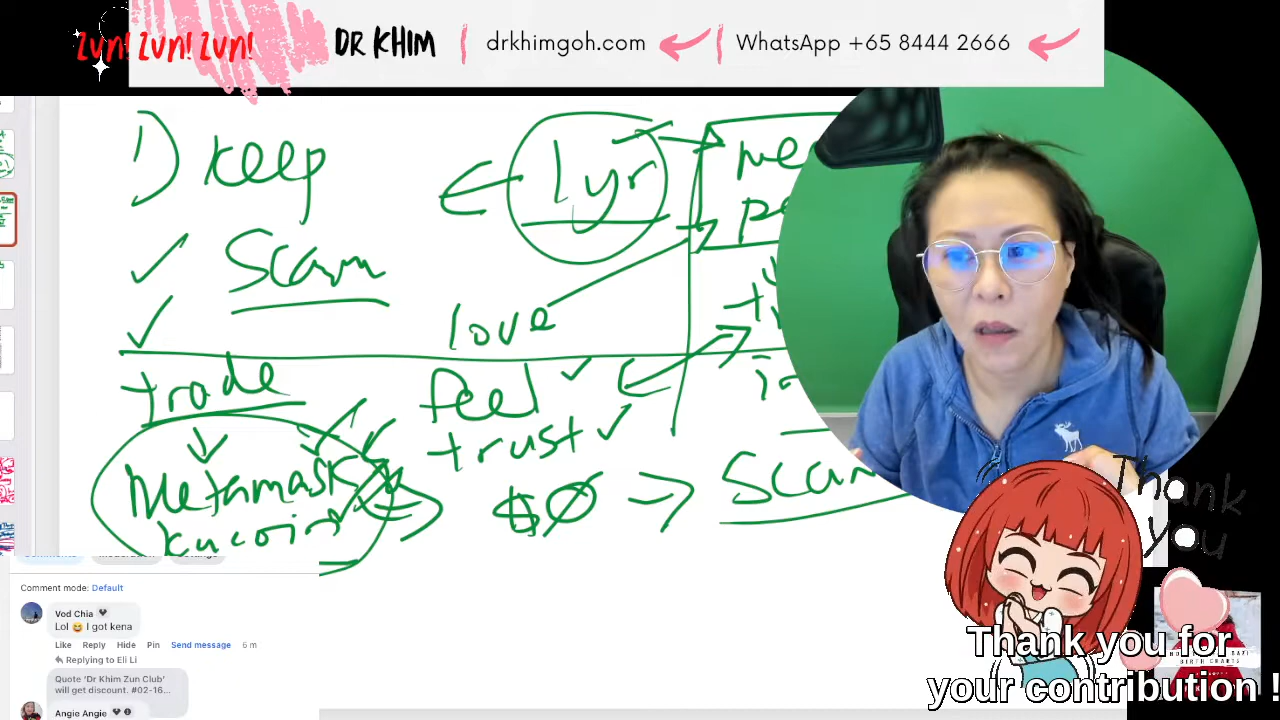 Zun! Zun! Zun!
DR KHIM
drkhimgoh.com
WhatsApp +65 8444 2666
1) keep
1yr
scam
love
trade
feel
trust
Metamask
kucoin
$0
scam
Thank
you
Comment mode: Default
Vod Chia
Lol 😂 I got kena
Like Reply Hide Pin Send message 6 m
Replying to Eli Li
Quote 'Dr Khim Zun Club'
will get discount. #02-16...
Angie Angie
Thank you for
your contribution !
BIRTH CHARTS